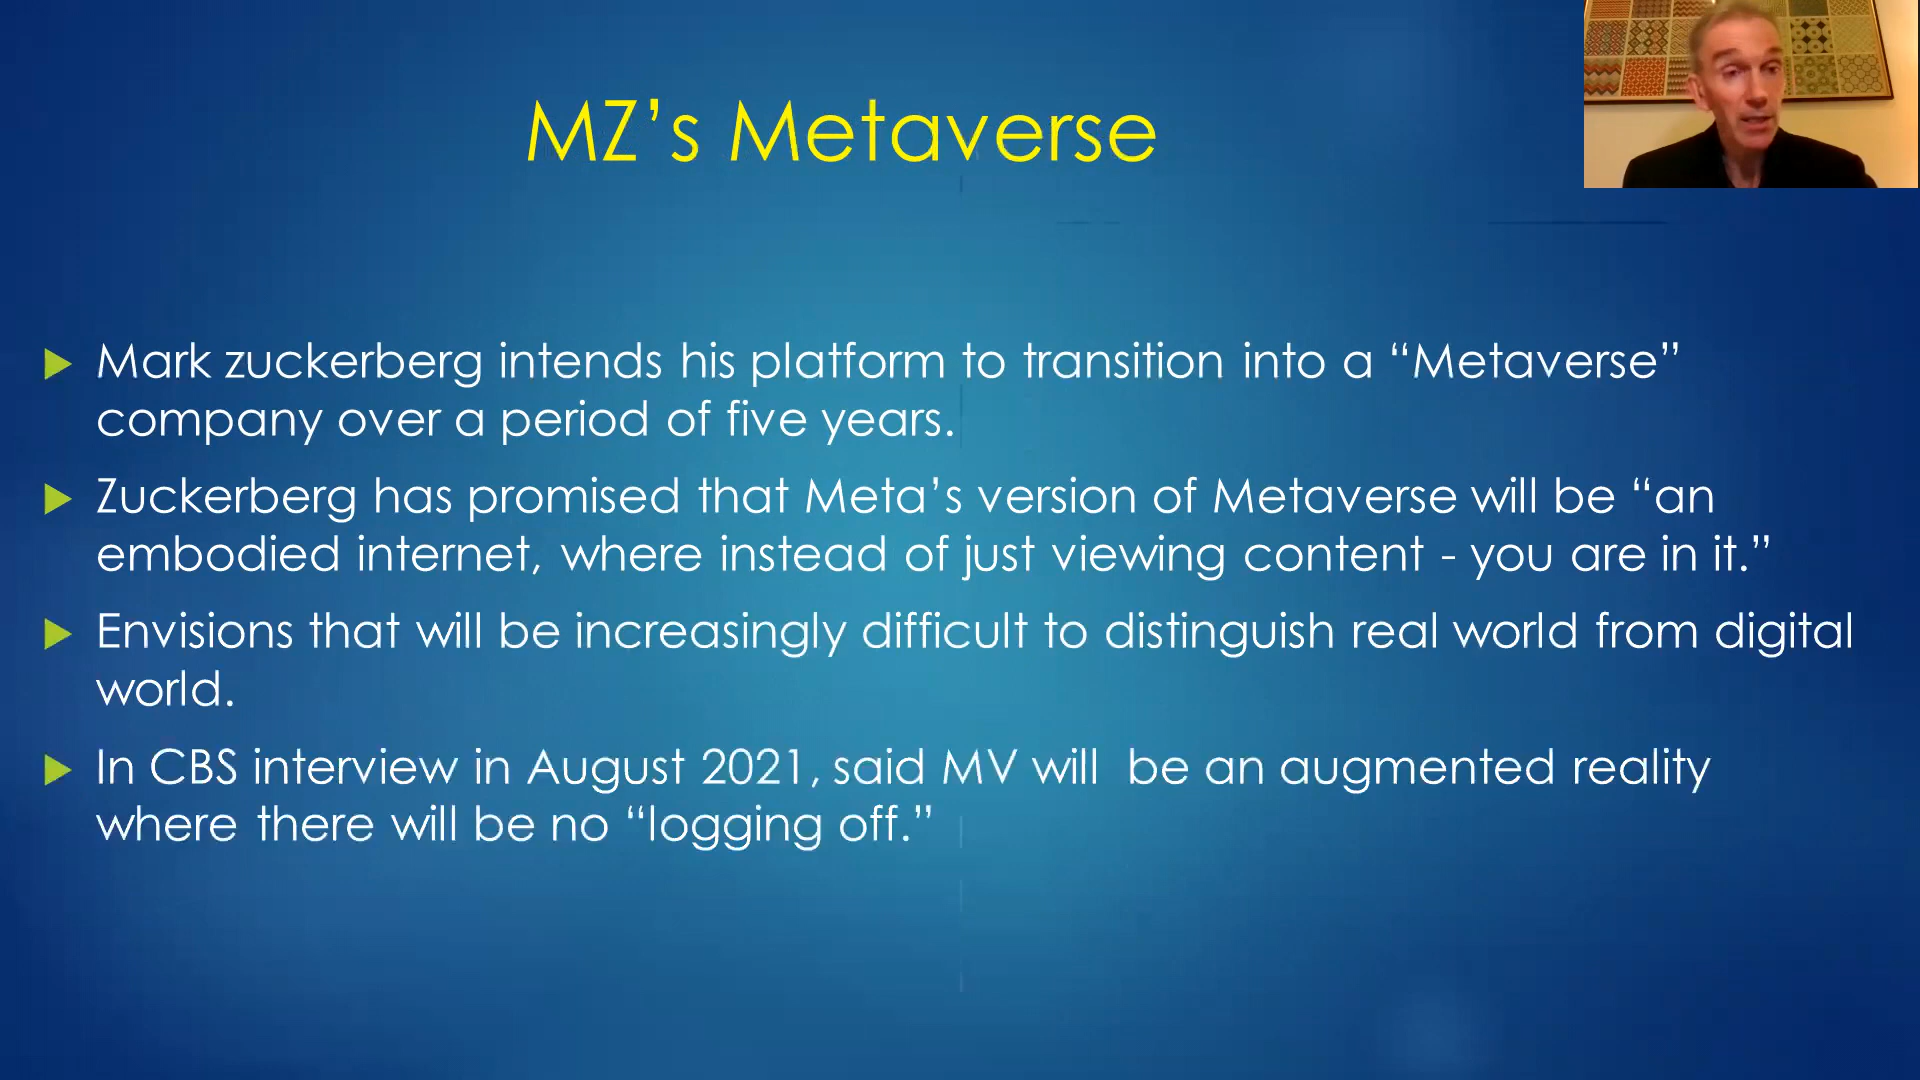 MZ’s Metaverse
Mark zuckerberg intends his platform to transition into a “Metaverse”
company over a period of five years.
Zuckerberg has promised that Meta’s version of Metaverse will be “an
embodied internet, where instead of just viewing content - you are in it.”
Envisions that will be increasingly difficult to distinguish real world from digital
world.
In CBS interview in August 2021, said MV will  be an augmented reality
where there will be no “logging off.”